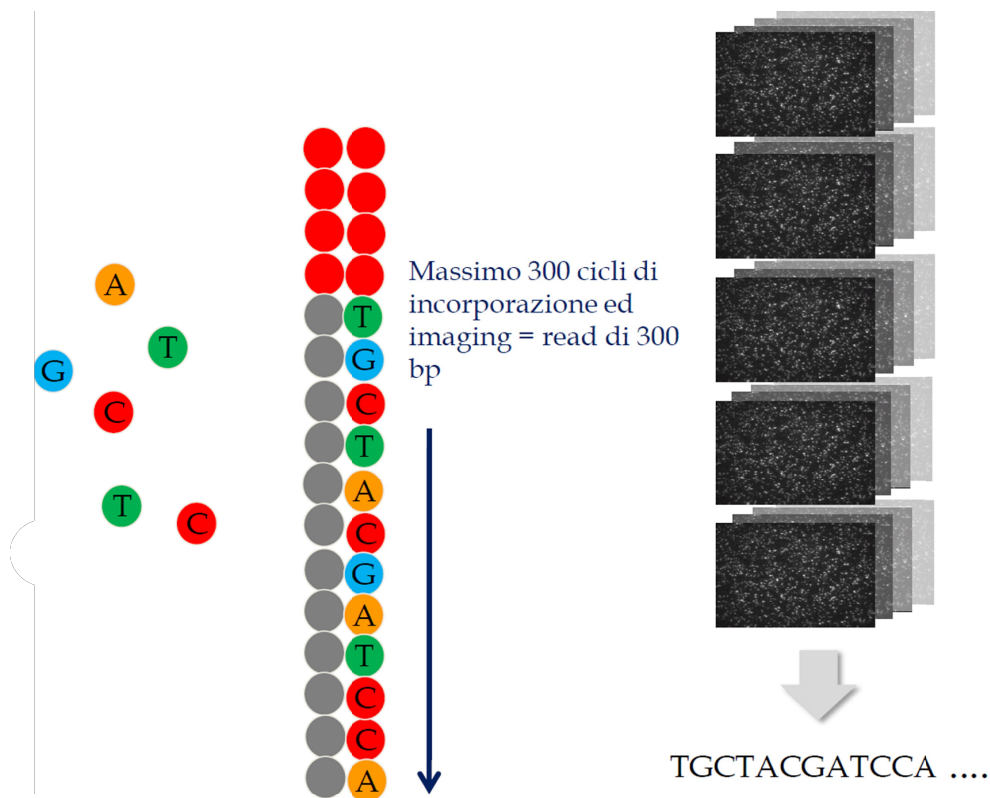 A
T
G
C
T
C
T
G
C
T
A
C
G
A
T
C
C
A
Massimo 300 cicli di
incorporazione ed
imaging = read di 300
bp
TGCTACGATCCA ....